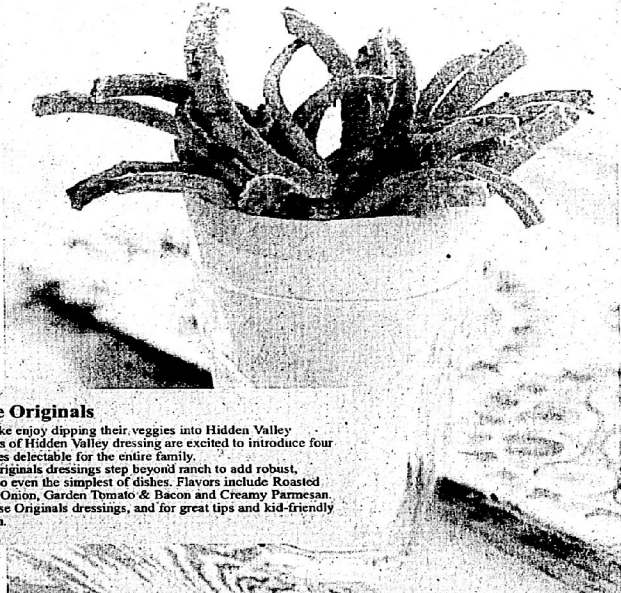 e Originals
ke enjoy dipping their veggies into Hidden Valley
s of Hidden Valley dressing are excited to introduce four
es delectable for the entire family.
riginals dressings step beyond ranch to add robust,
o even the simplest of dishes. Flavors include Roasted
Onion, Garden Tomato & Bacon and Creamy Parmesan.
se Originals dressings, and for great tips and kid-friendly
n.